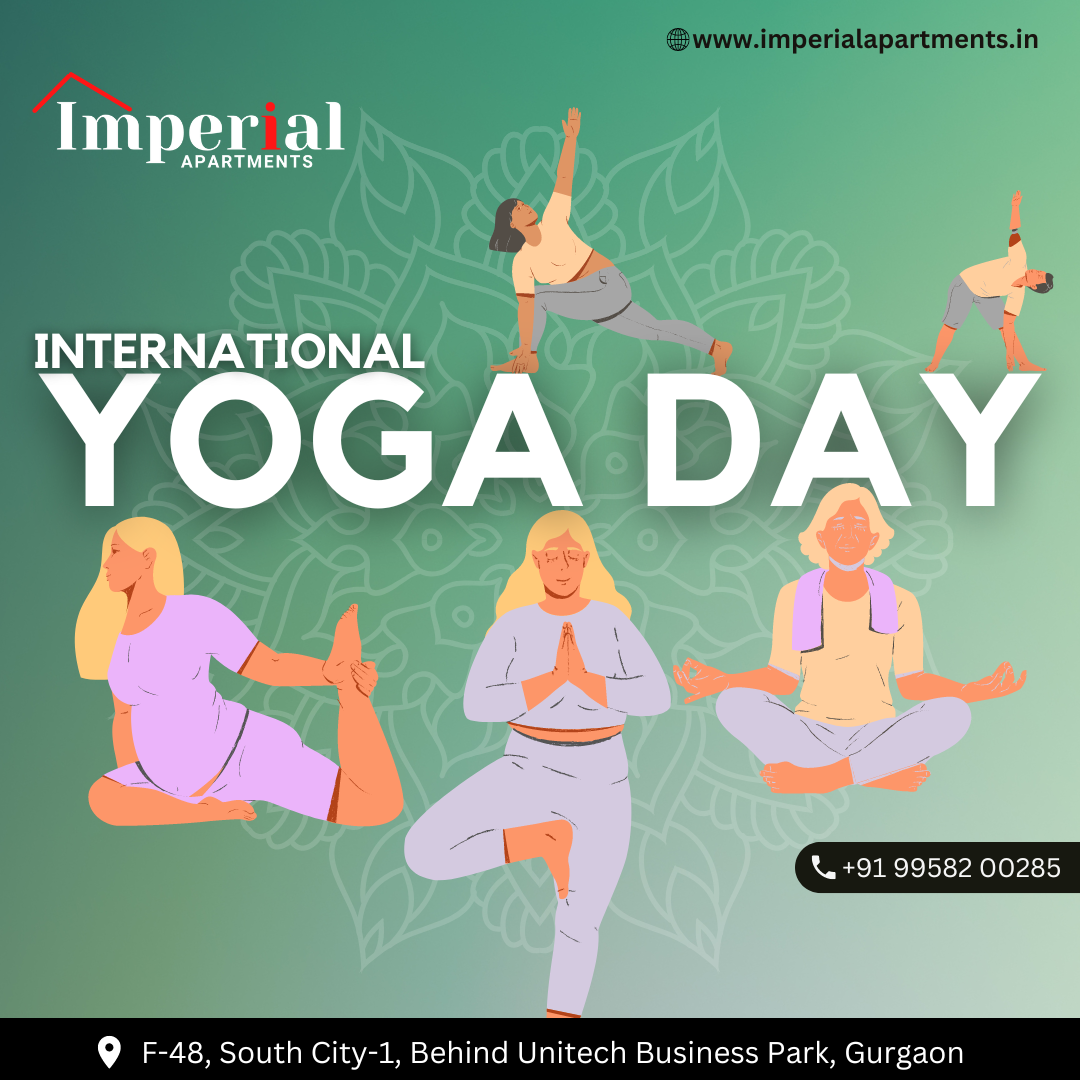 www.imperialapartments.in
Imperial
APARTMENTS
INTERNATIONAL
YOGA DAY
+91 99582 00285
F-48, South City-1, Behind Unitech Business Park, Gurgaon